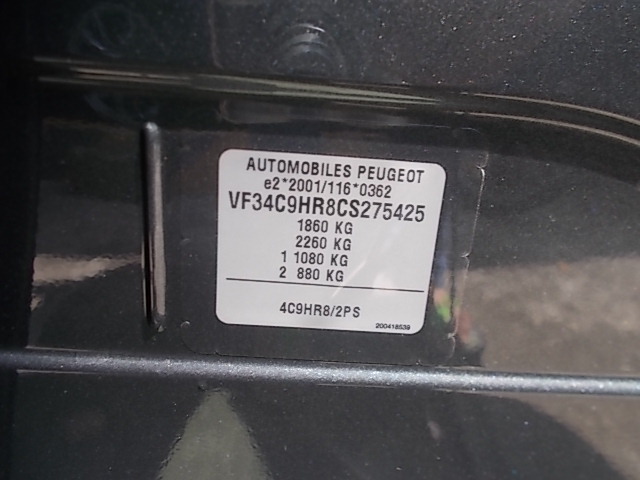 AUTOMOBILES PEUGEOT
e2*2001/116*0362
VF34C9HR8CS275425
1860 KG
2260 KG
1 1080 KG
2 880 KG
4C9HR8/2PS
200418539